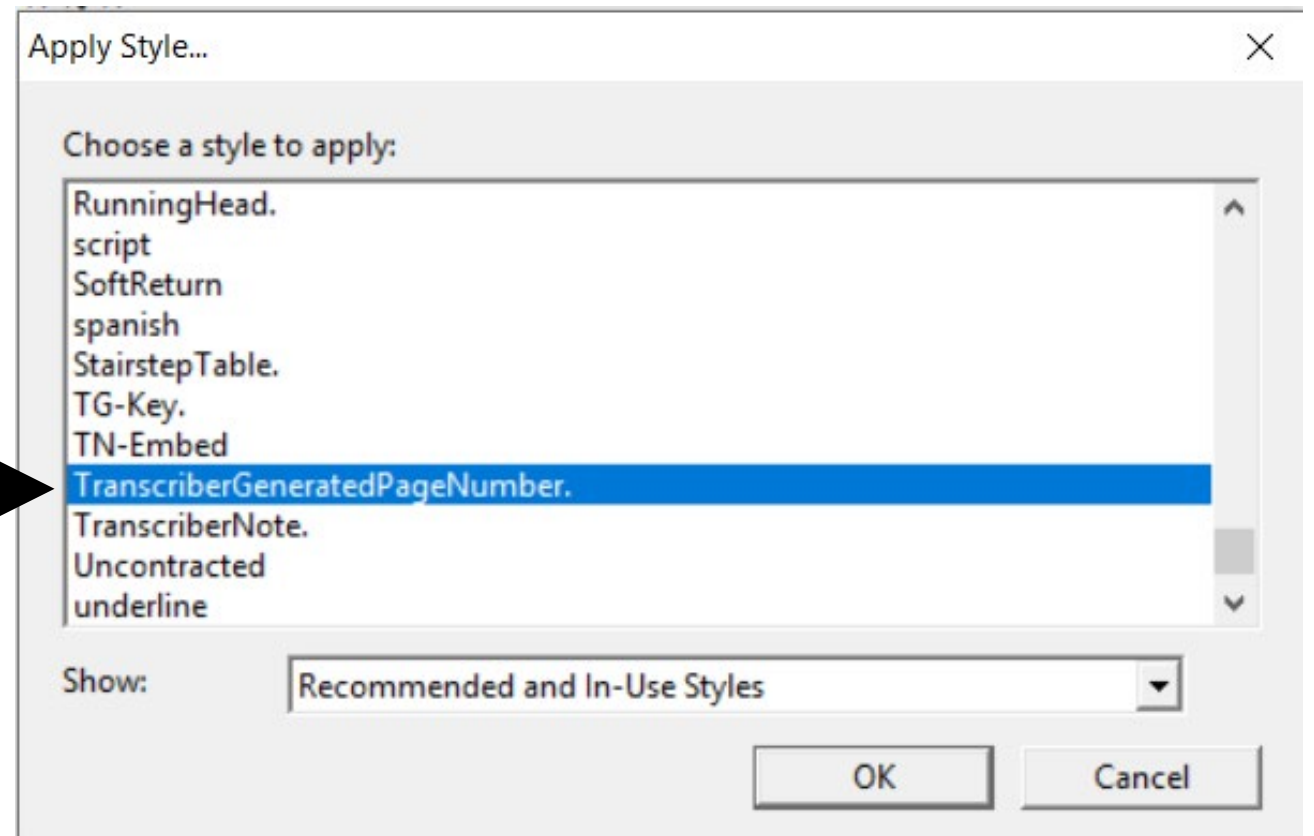 Apply Style...
Choose a style to apply:
RunningHead.
script
SoftReturn
spanish
StairstepTable.
TG-Key.
TN-Embed
TranscriberGeneratedPageNumber.
TranscriberNote.
Uncontracted
underline
Show: Recommended and In-Use Styles
OK Cancel